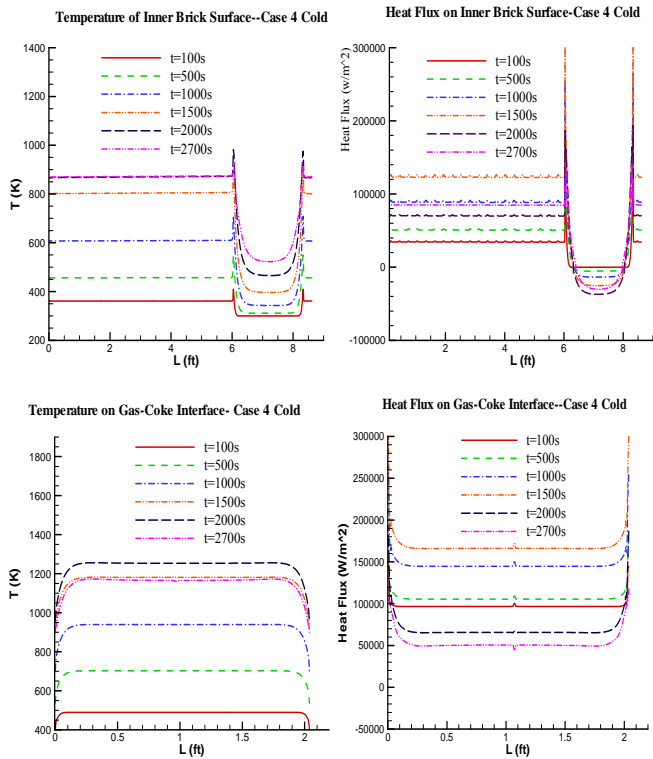 Temperature of Inner Brick Surface--Case 4 Cold
1400
1200
1000
800
600
400
200
T (K)
0
2
4
6
8
L (ft)
t=100s
t=500s
t=1000s
t=1500s
t=2000s
t=2700s
Heat Flux on Inner Brick Surface-Case 4 Cold
300000
200000
100000
0
-100000
Heat Flux (w/m^2)
2
4
6
8
L (ft)
t=100s
t=500s
t=1000s
t=1500s
t=2000s
t=2700s
Temperature on Gas-Coke Interface- Case 4 Cold
1800
1600
1400
1200
1000
800
600
400
T (K)
0
0.5
1
1.5
2
L (ft)
t=100s
t=500s
t=1000s
t=1500s
t=2000s
t=2700s
Heat Flux on Gas-Coke Interface--Case 4 Cold
300000
250000
200000
150000
100000
50000
0
-50000
Heat Flux (W/m^2)
0
0.5
1
1.5
2
L (ft)
t=100s
t=500s
t=1000s
t=1500s
t=2000s
t=2700s